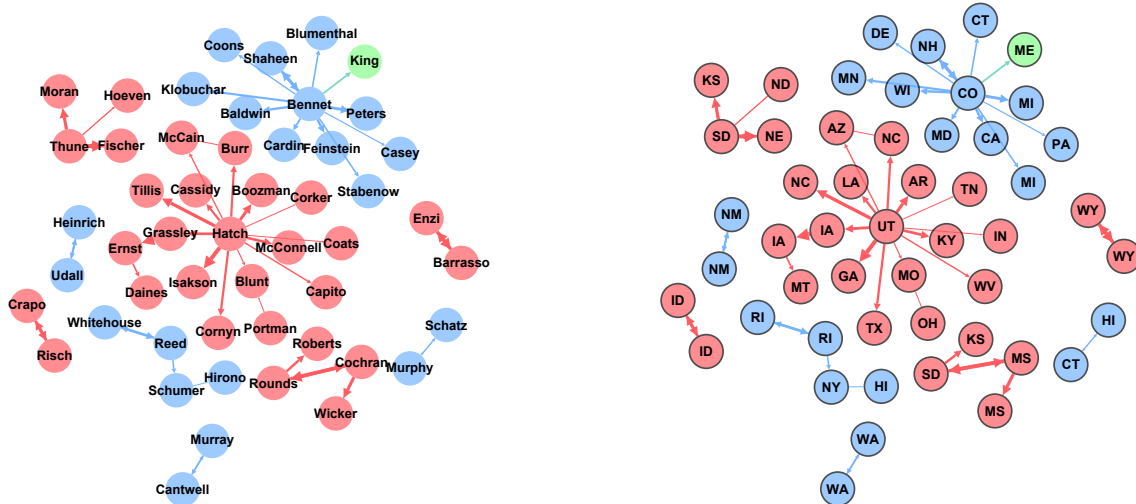 Coons
Blumenthal
Shaheen
King
Klobuchar
Bennet
Baldwin
Peters
Cardin
Feinstein
Casey
Stabenow
Moran
Hoeven
Thune
Fischer
McCain
Burr
Tillis
Cassidy
Boozman
Corker
Hatch
Grassley
Ernst
McConnell
Coats
Isakson
Blunt
Capito
Daines
Cornyn
Portman
Enzi
Barrasso
Heinrich
Udall
Crapo
Risch
Whitehouse
Reed
Schumer
Hirono
Roberts
Cochran
Rounds
Wicker
Schatz
Murphy
Murray
Cantwell
DE
CT
NH
ME
MN
WI
CO
MI
MD
CA
PA
MI
KS
ND
SD
NE
AZ
NC
NC
LA
AR
TN
UT
IA
IA
KY
IN
GA
MO
WV
MT
TX
OH
WY
WY
NM
NM
ID
ID
RI
RI
NY
HI
KS
MS
SD
MS
HI
CT
WA
WA